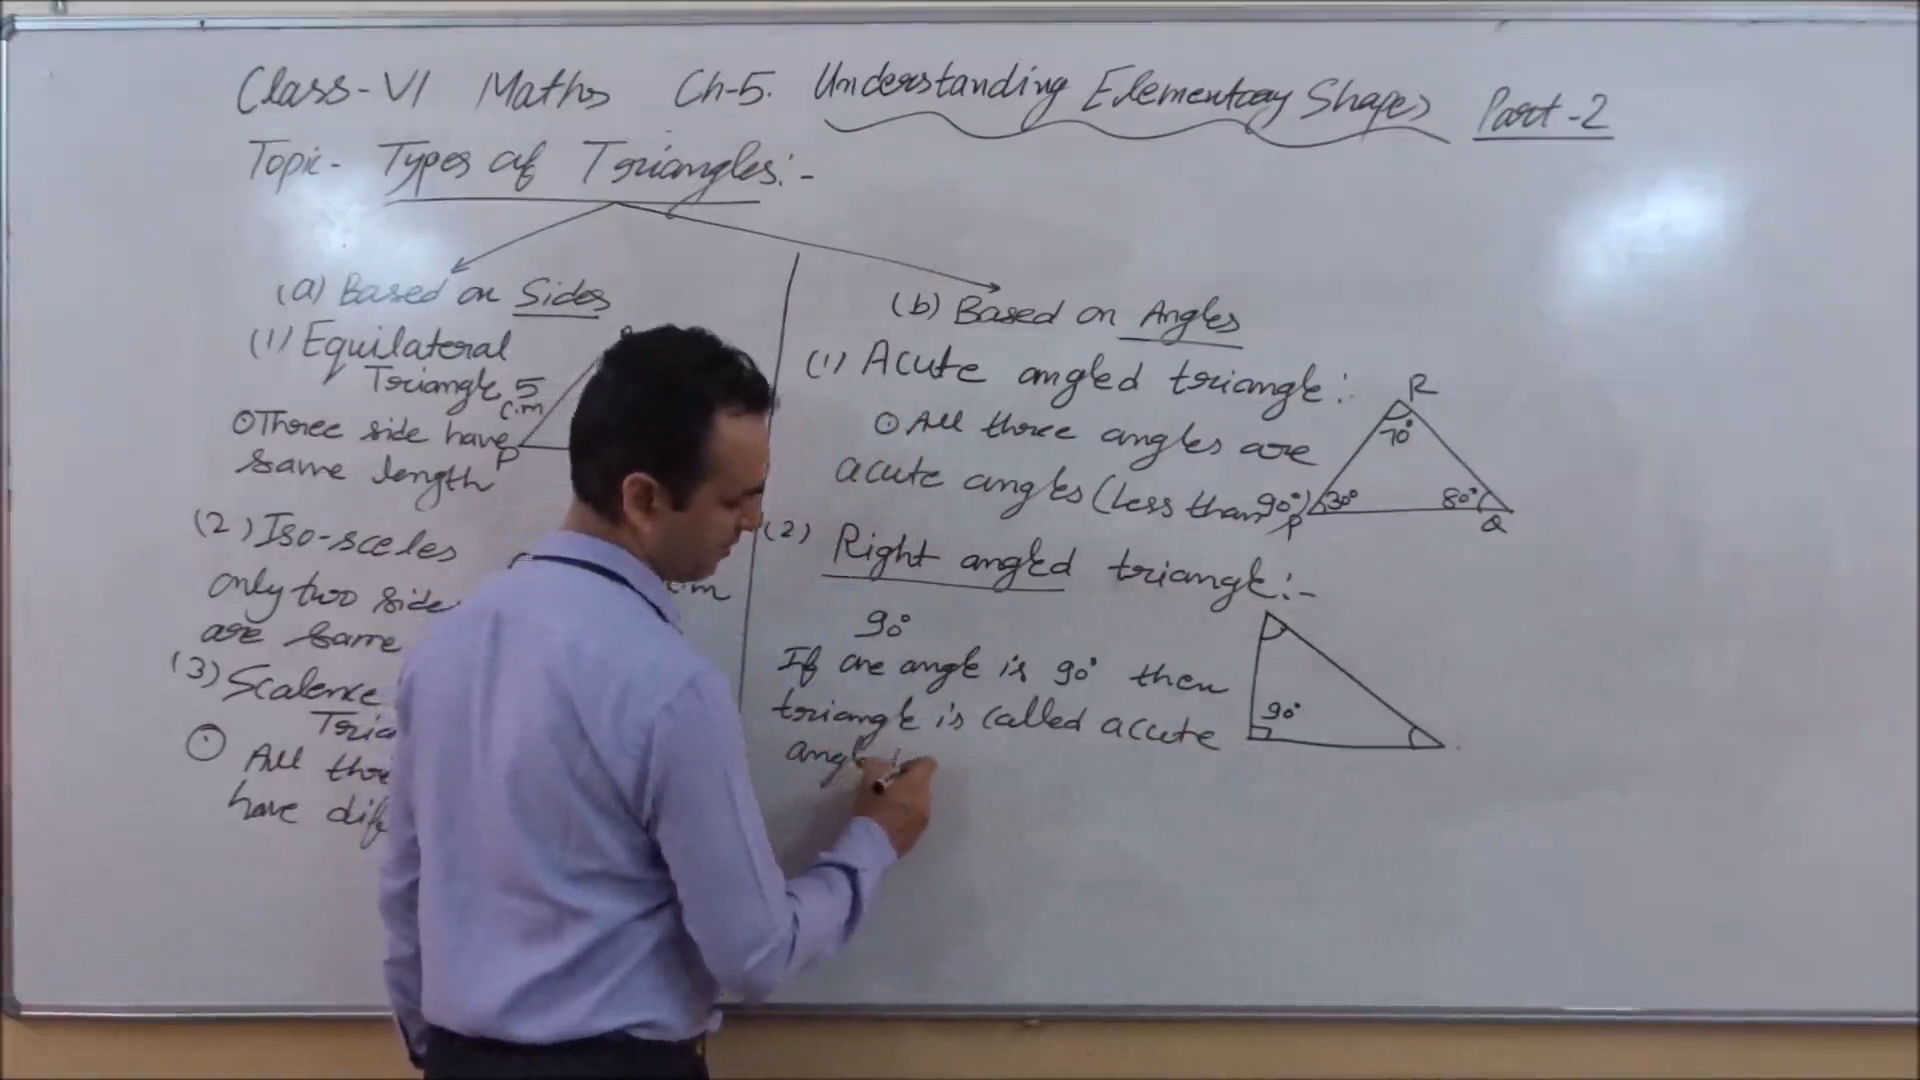 Class-VI Maths Ch-5. Understanding Elementary Shapes Part-2
Topic- Types of Triangles:-
(a) Based on Sides
(1) Equilateral
Triangle
5
c.m
P
⊙Three side have
same length
(2) Iso-sceles
only two side
are same
c.m
(3) Scalene
⊙
All
have
(b) Based on Angles
(1) Acute angled triangle:-
⊙ All three angles are
acute angles (less than 90°)
R
70°
30°
80°
P
Q
(2) Right angled triangle:-
90°
If one angle is 90° then
triangle is called accute
90°